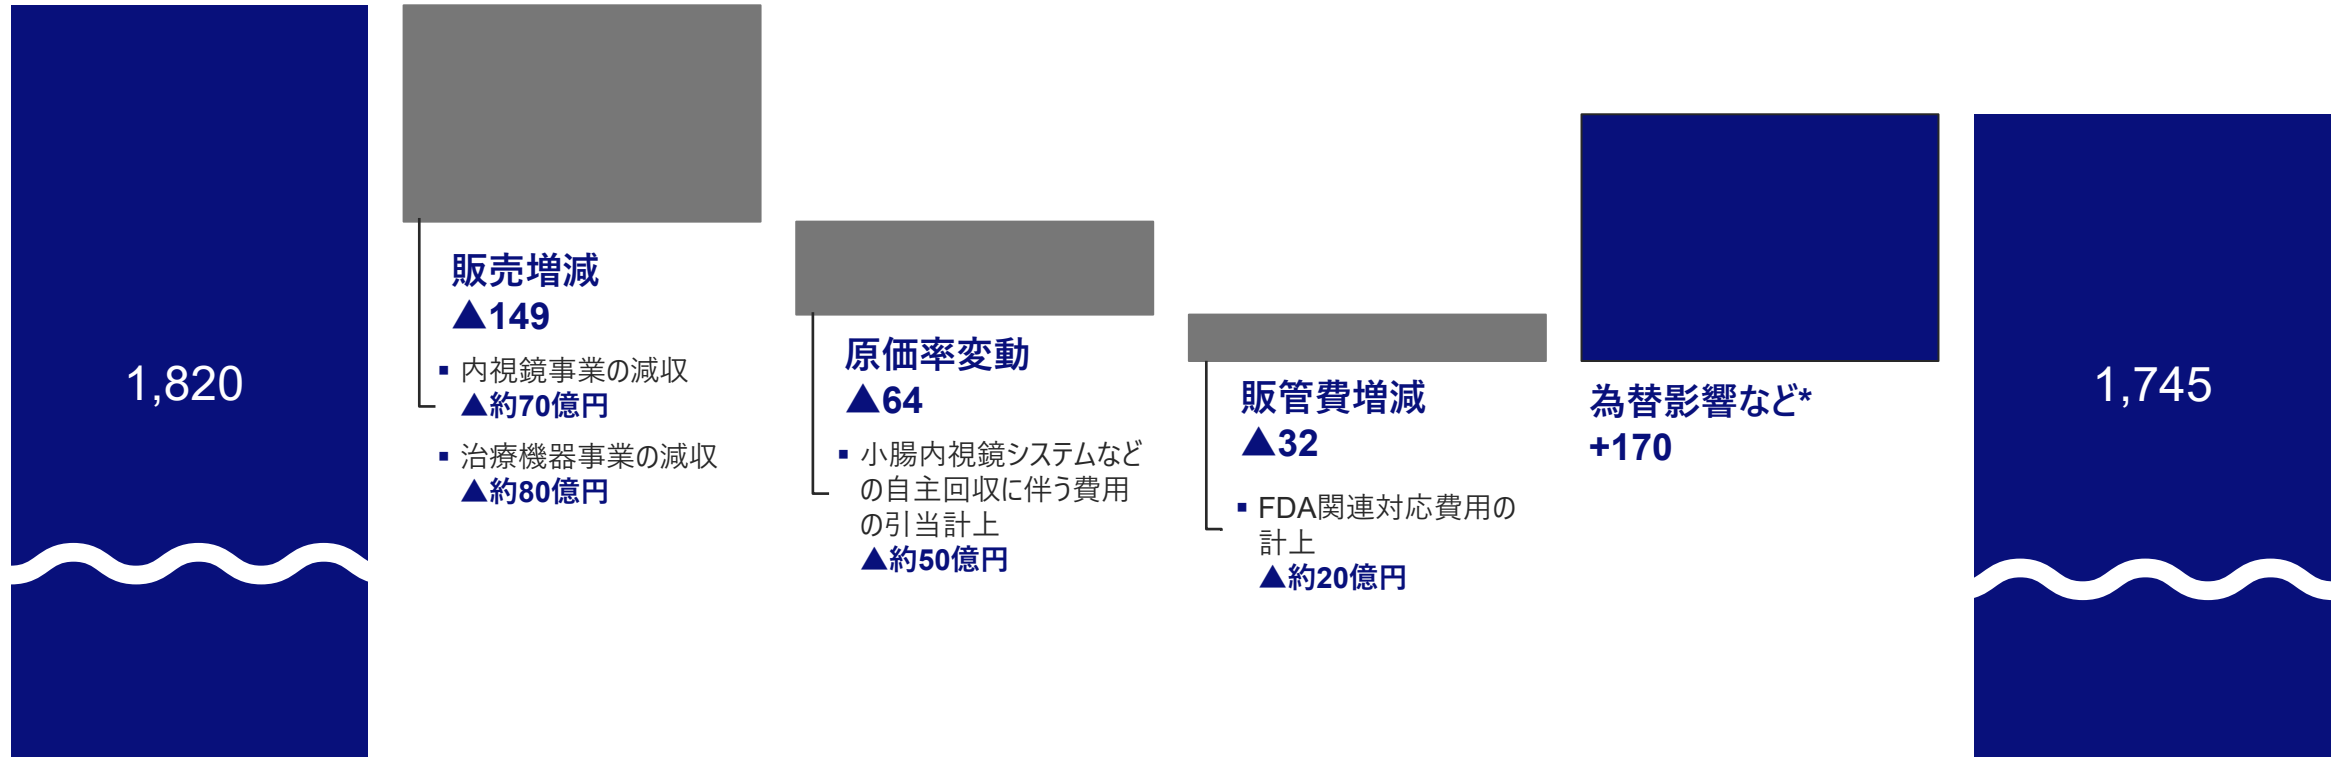 1,820
販売増減
▲149
▪ 内視鏡事業の減収
▲約70億円
▪ 治療機器事業の減収
▲約80億円
原価率変動
▲64
▪ 小腸内視鏡システムなど
の自主回収に伴う費用
の引当計上
▲約50億円
販管費増減
▲32
▪ FDA関連対応費用の
計上
▲約20億円
為替影響など*
+170
1,745